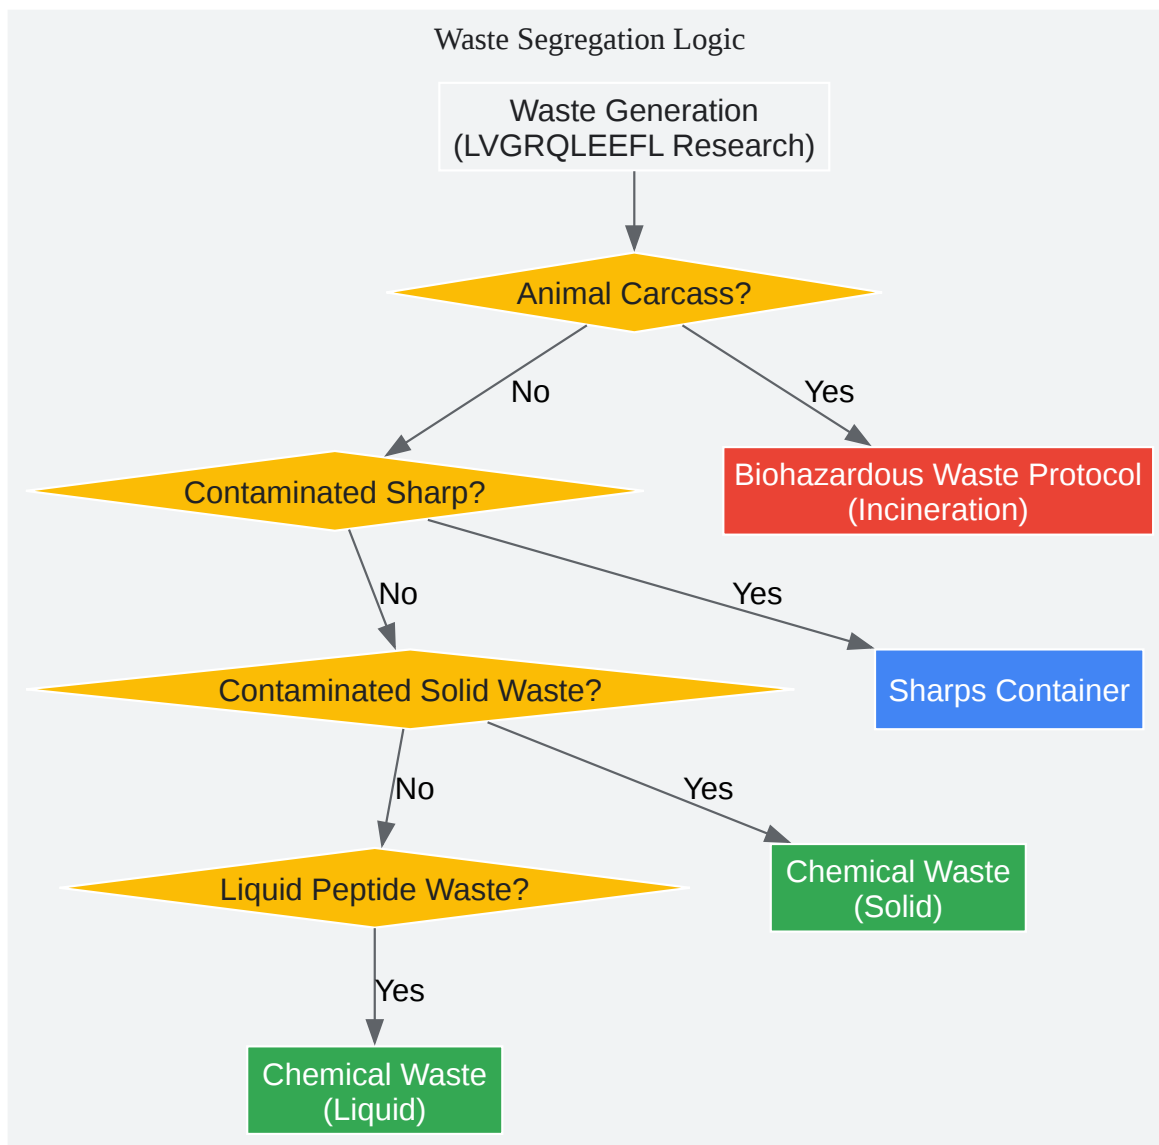 Waste Segregation Logic
Waste Generation
(LVGRQLEEFL Research)
Animal Carcass?
No
Yes
Contaminated Sharp?
Biohazardous Waste Protocol
(Incineration)
No
Yes
Contaminated Solid Waste?
Sharps Container
No
Yes
Liquid Peptide Waste?
Chemical Waste
(Solid)
Yes
Chemical Waste
(Liquid)